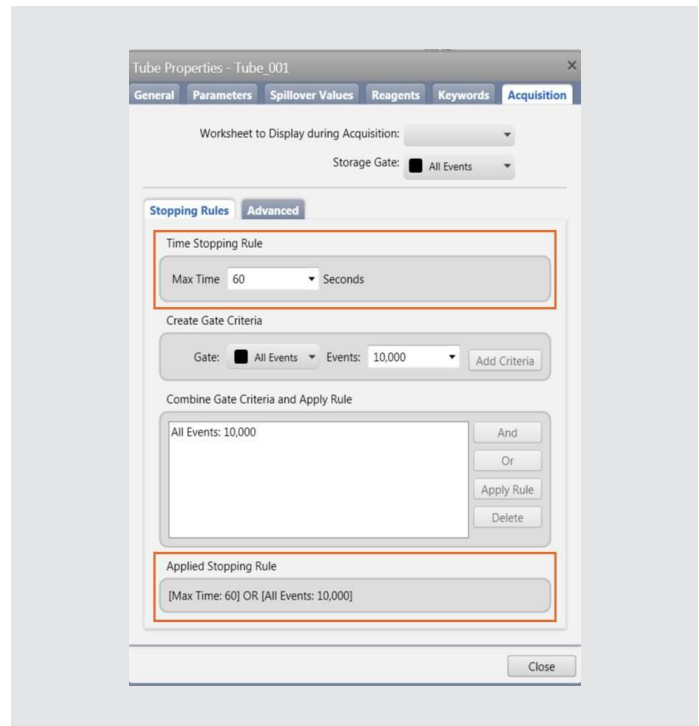 Tube Properties - Tube_001
General Parameters Spillover Values Reagents Keywords Acquisition
Worksheet to Display during Acquisition:
Storage Gate: All Events
Stopping Rules Advanced
Time Stopping Rule
Max Time 60 Seconds
Create Gate Criteria
Gate: All Events Events: 10,000 Add Criteria
Combine Gate Criteria and Apply Rule
All Events: 10,000
And
Or
Apply Rule
Delete
Applied Stopping Rule
[Max Time: 60] OR [All Events: 10,000]
Close